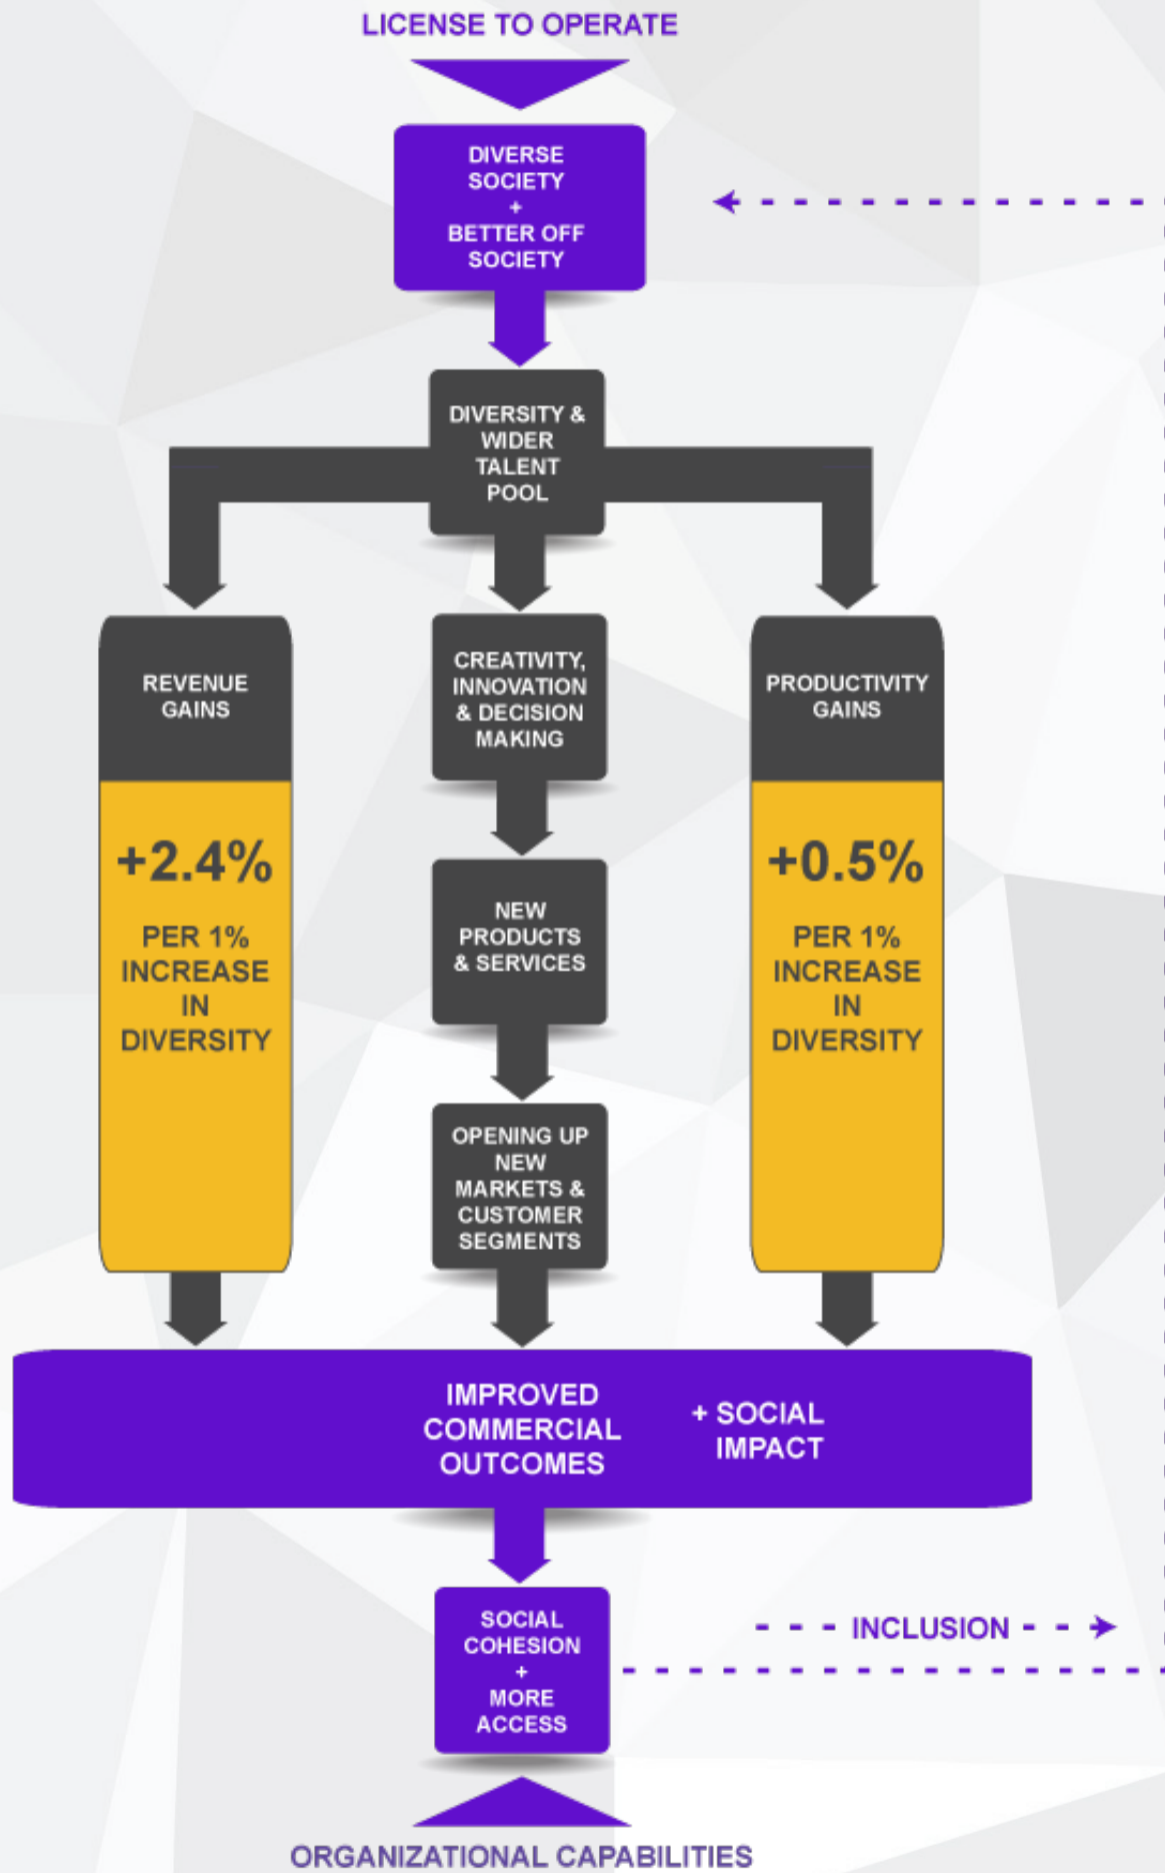 LICENSE TO OPERATE
DIVERSE
SOCIETY
+
BETTER OFF
SOCIETY
DIVERSITY &
WIDER
TALENT
POOL
REVENUE
GAINS
+2.4%
PER 1%
INCREASE
IN
DIVERSITY
CREATIVITY,
INNOVATION
& DECISION
MAKING
NEW
PRODUCTS
& SERVICES
OPENING UP
NEW
MARKETS &
CUSTOMER
SEGMENTS
PRODUCTIVITY
GAINS
+0.5%
PER 1%
INCREASE
IN
DIVERSITY
IMPROVED
COMMERCIAL
OUTCOMES
+ SOCIAL
IMPACT
SOCIAL
COHESION
+
MORE
ACCESS
INCLUSION
ORGANIZATIONAL CAPABILITIES